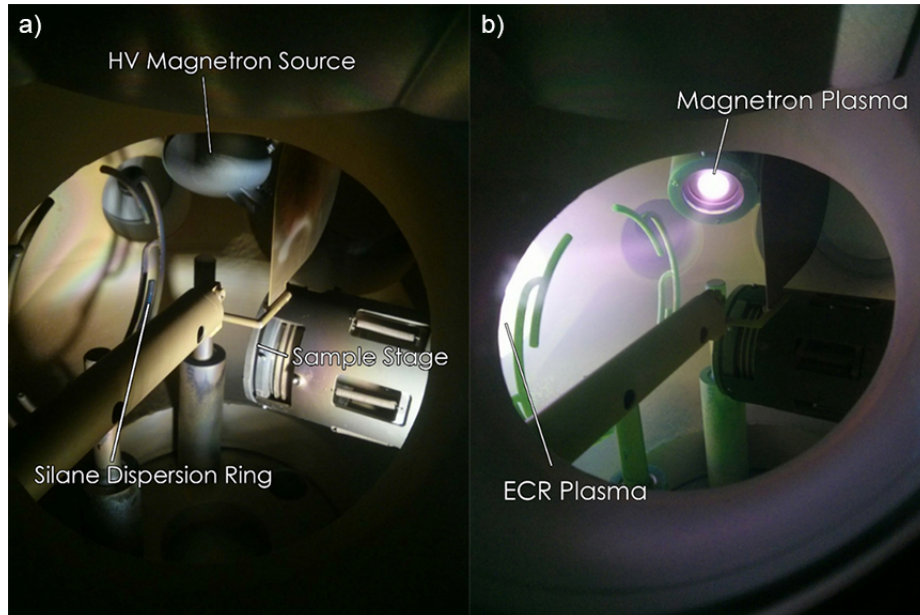 a)
HV Magnetron Source
Sample Stage
Silane Dispersion Ring
b)
Magnetron Plasma
ECR Plasma